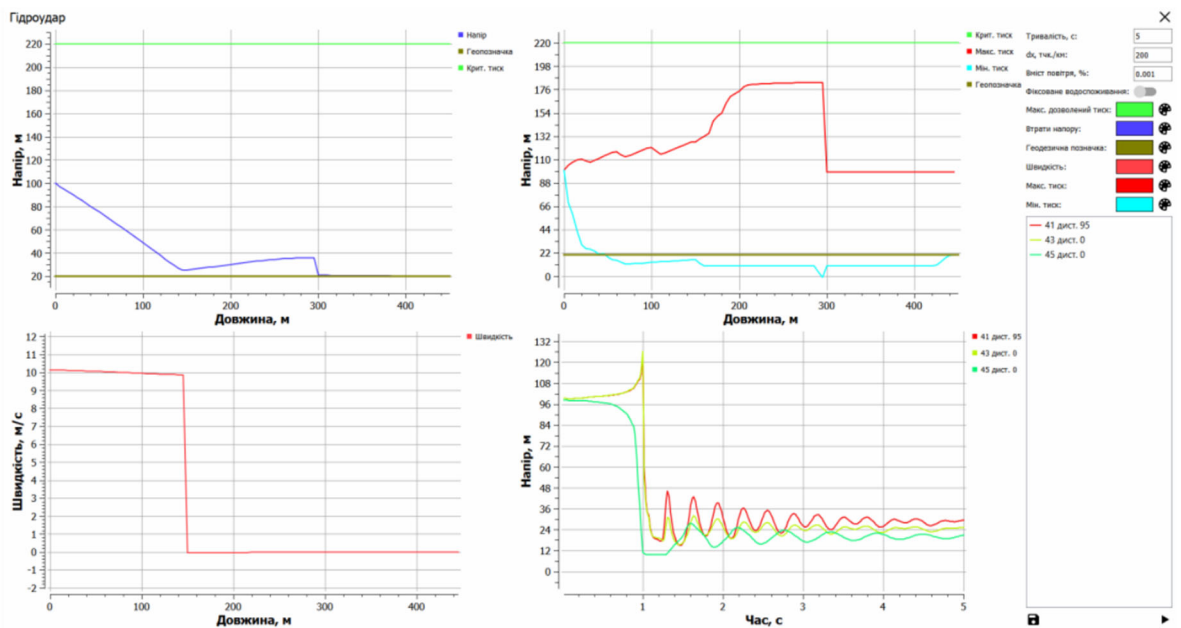 Гідроудар
220
200
180
160
140
120
100
80
60
40
20
Напір, м
0
100
200
300
400
Довжина, м
Напір
Геопозначка
Крит. тиск
220
198
176
154
132
110
88
66
44
22
0
Напір, м
0
100
200
300
400
Довжина, м
Крит. тиск
Макс. тиск
Мін. тиск
Геопозначка
Тривалість, с: 5
dx, тчк./км: 200
Вміст повітря, %: 0.001
Фіксоване водоспоживання:
Макс. дозволений тиск:
Втрати напору:
Геодезична позначка:
Швидкість:
Макс. тиск:
Мін. тиск:
41 дист. 95
43 дист. 0
45 дист. 0
12
11
10
9
8
7
6
5
4
3
2
1
0
-1
-2
Швидкість, м/с
0
100
200
300
400
Довжина, м
Швидкість
132
120
108
96
84
72
60
48
36
24
12
0
Напір, м
1
2
3
4
5
Час, с
41 дист. 95
43 дист. 0
45 дист. 0